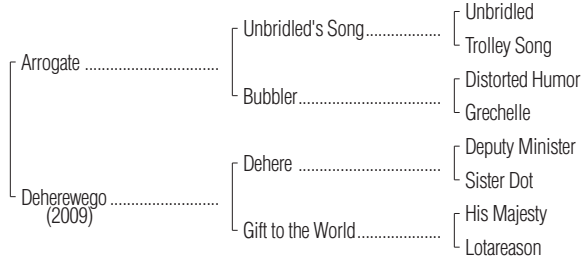 Unbridled
Unbridled's Song
Trolley Song
Arrogate
Distorted Humor
Bubbler
Grechelle
Deputy Minister
Dehere
Sister Dot
Deherewego
(2009)
His Majesty
Gift to the World
Lotareason